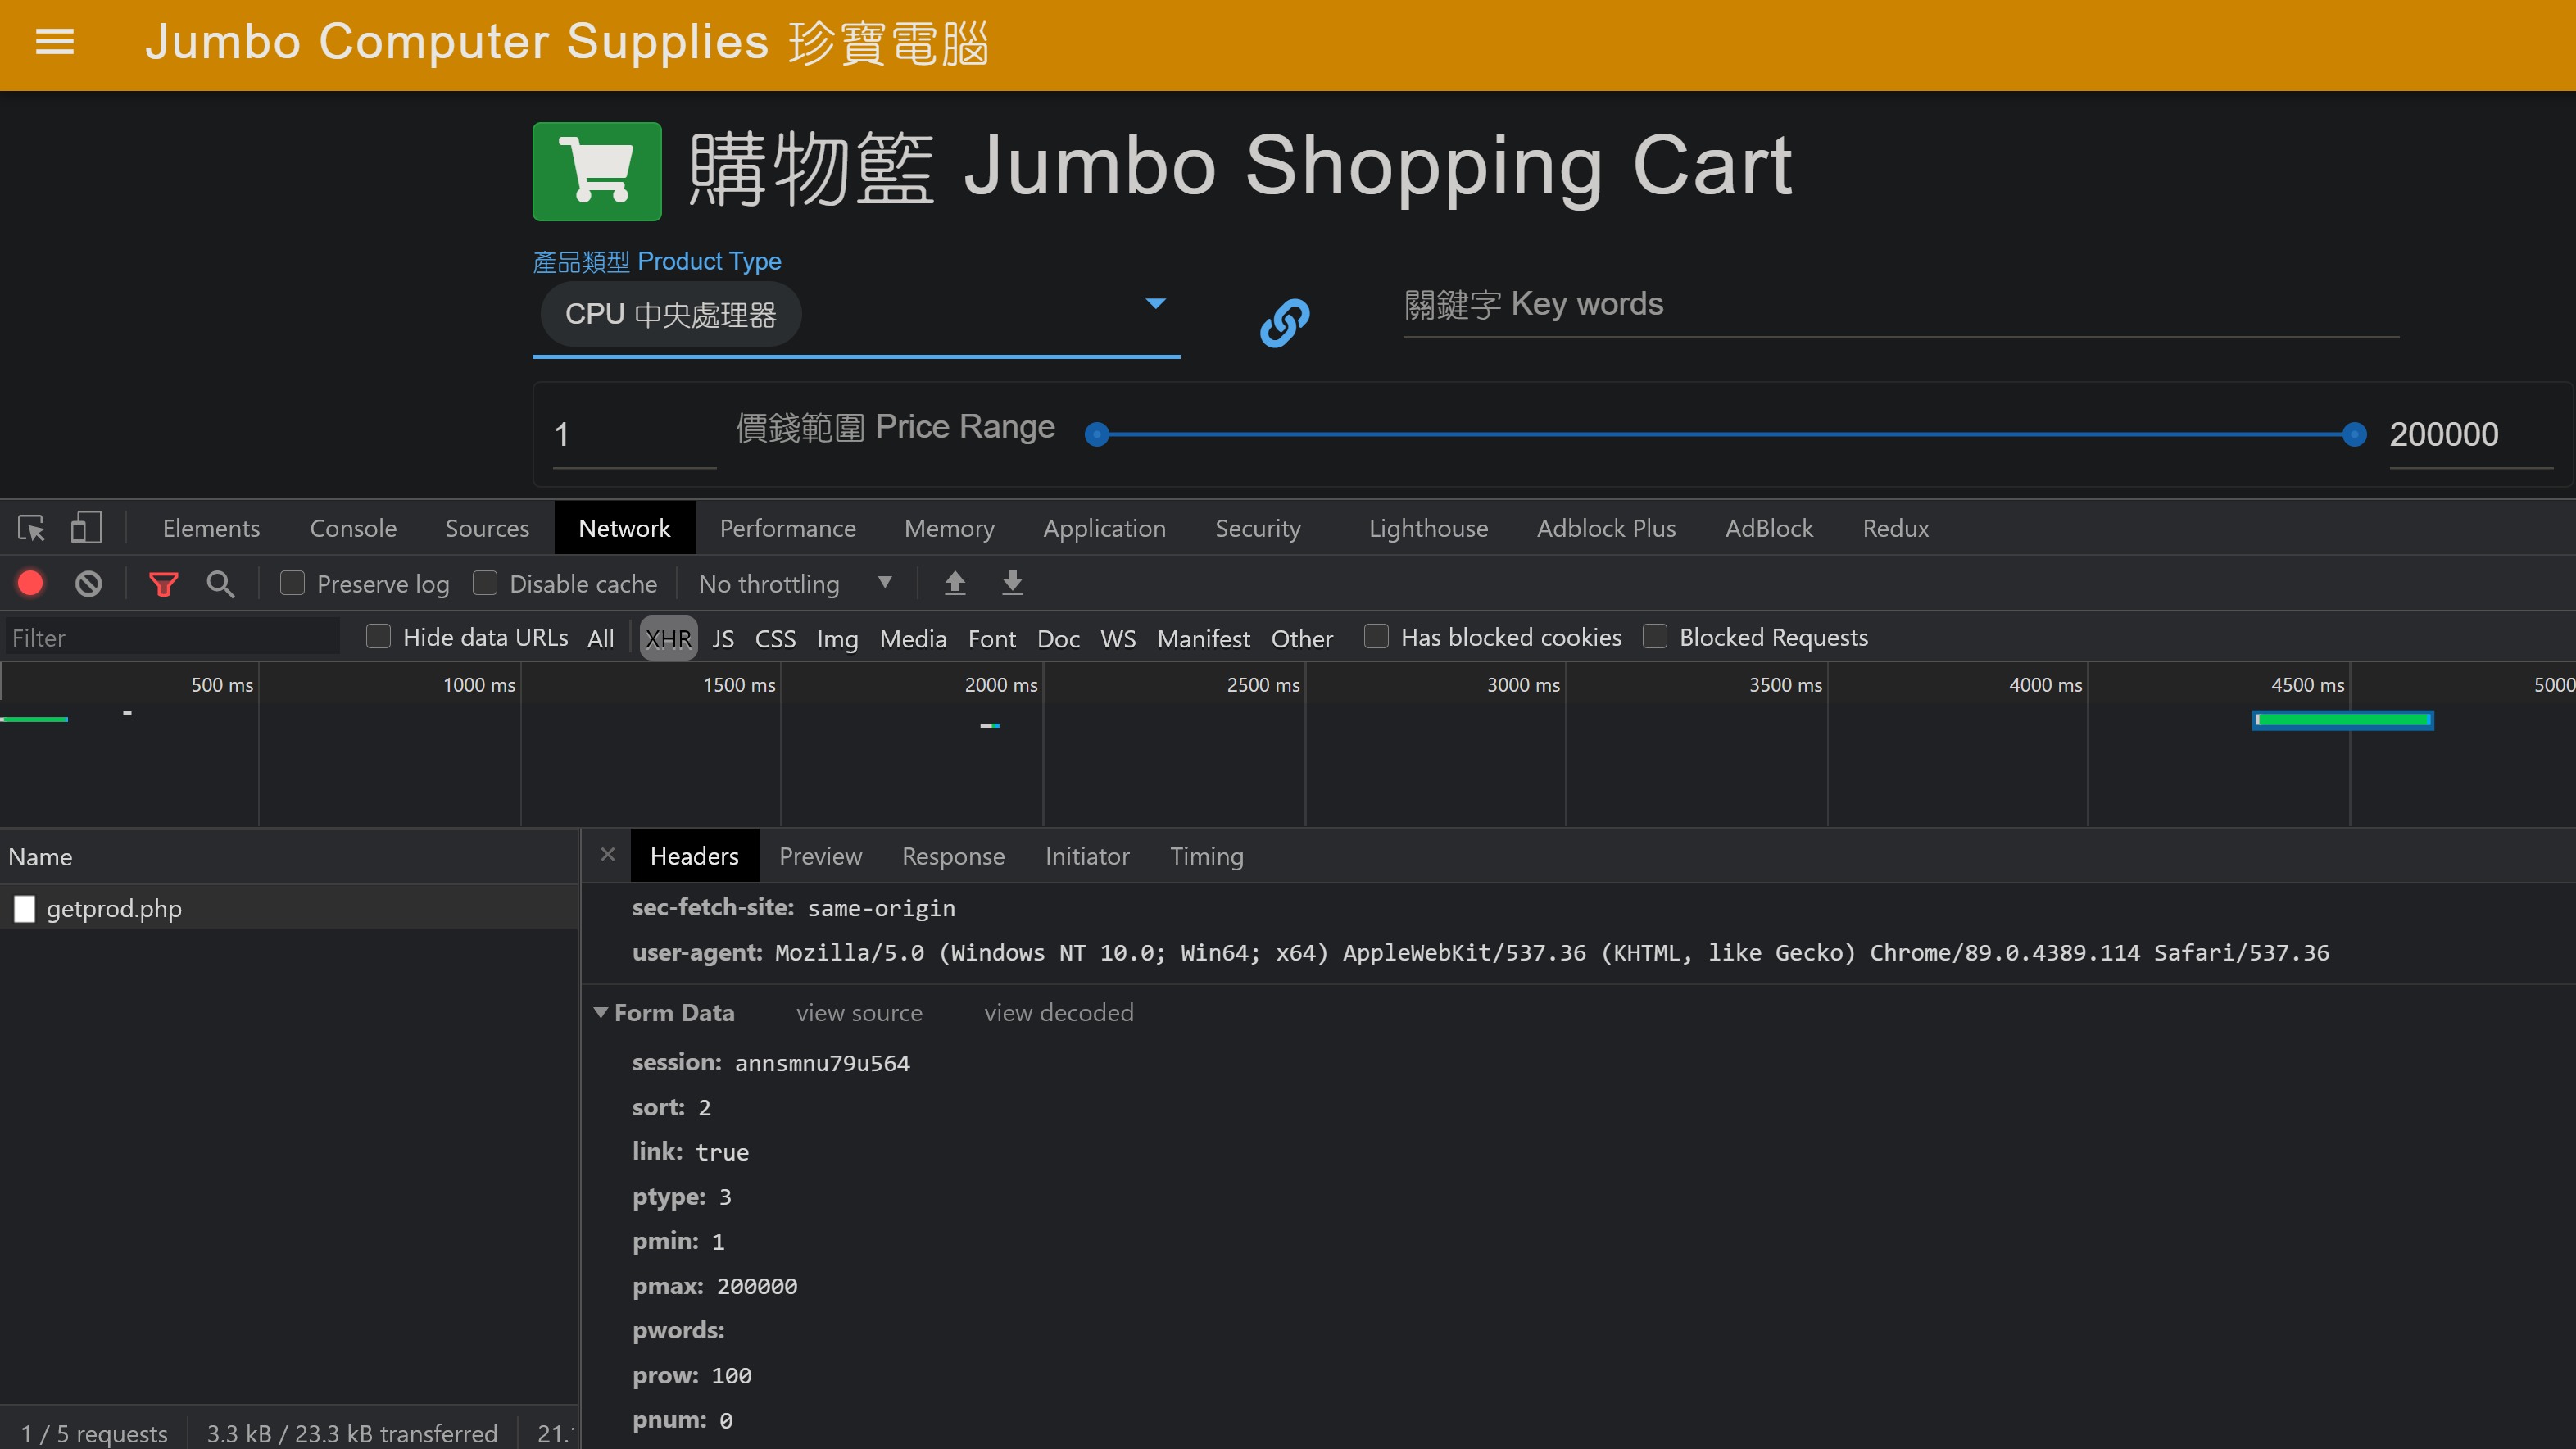 Jumbo Computer Supplies 珍寶電腦
購物籃 Jumbo Shopping Cart
產品類型 Product Type
CPU 中央處理器
關鍵字 Key words
1 價錢範圍 Price Range 200000
Elements Console Sources Network Performance Memory Application Security Lighthouse Adblock Plus AdBlock Redux
Preserve log Disable cache No throttling
Filter Hide data URLs All XHR JS CSS Img Media Font Doc WS Manifest Other Has blocked cookies Blocked Requests
500 ms 1000 ms 1500 ms 2000 ms 2500 ms 3000 ms 3500 ms 4000 ms 4500 ms 5000
Name
Headers Preview Response Initiator Timing
getprod.php
sec-fetch-site: same-origin
user-agent: Mozilla/5.0 (Windows NT 10.0; Win64; x64) AppleWebKit/537.36 (KHTML, like Gecko) Chrome/89.0.4389.114 Safari/537.36
Form Data view source view decoded
session: annsmnu79u564
sort: 2
link: true
ptype: 3
pmin: 1
pmax: 200000
pwords:
prow: 100
pnum: 0
1 / 5 requests 3.3 kB / 23.3 kB transferred 21.